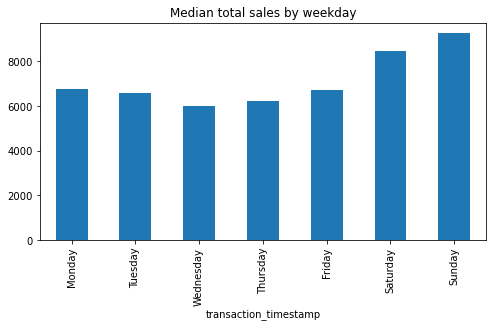 Median total sales by weekday
8000
6000
4000
2000
0
Monday
Tuesday
Wednesday
Thursday
Friday
Saturday
Sunday
transaction_timestamp